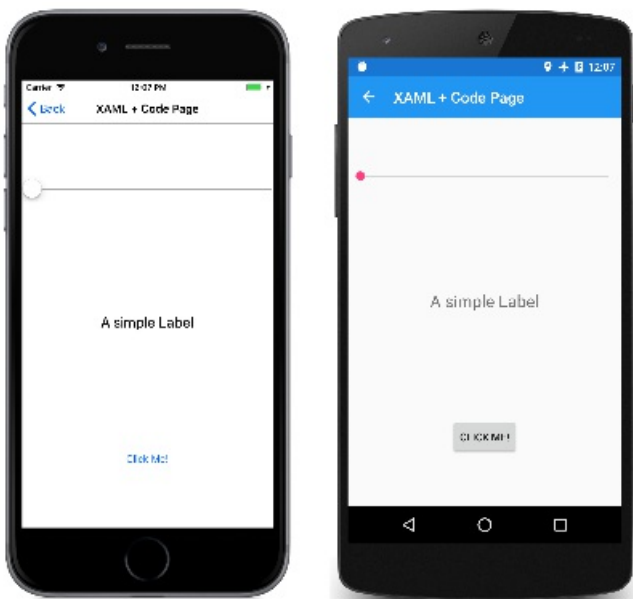 Carrier 12:07 PM
Back XAML + Code Page
A simple Label
Click Me!
12:07
XAML + Code Page
A simple Label
CLICK ME!